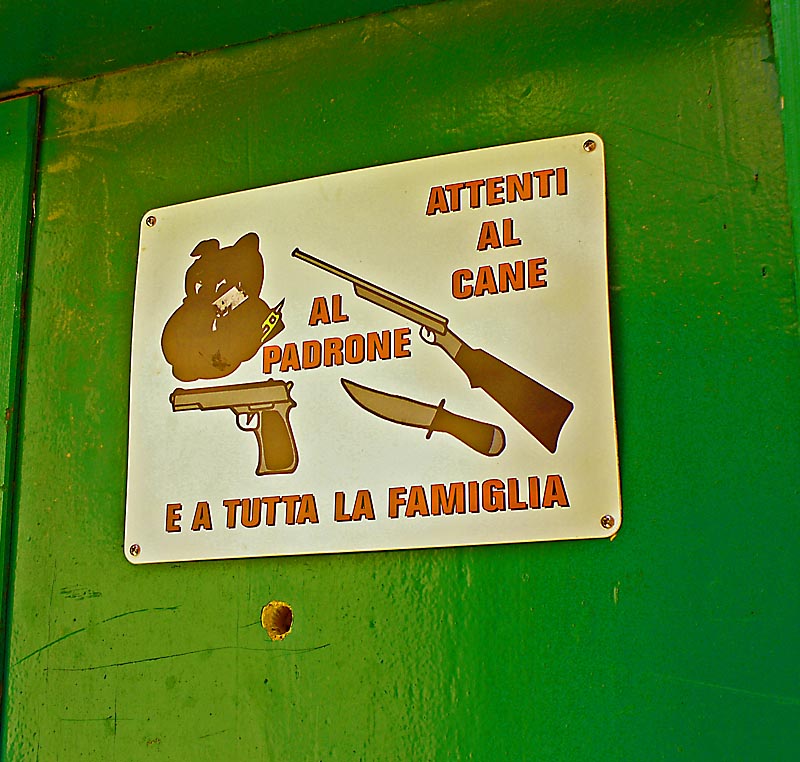 ATTENTI
AL
CANE
AL
PADRONE
E A TUTTA LA FAMIGLIA